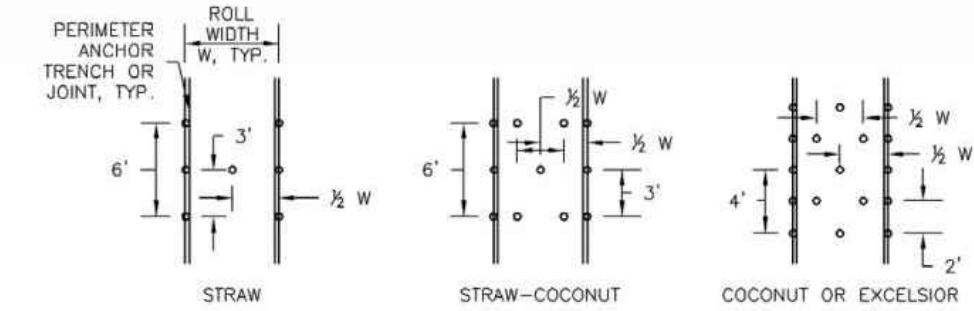 PERIMETER
ANCHOR
TRENCH OR
JOINT, TYP.
ROLL
WIDTH
W, TYP.
6'
3'
½ W
STRAW
½ W
½ W
6'
3'
STRAW-COCONUT
½ W
½ W
4'
2'
COCONUT OR EXCELSIOR